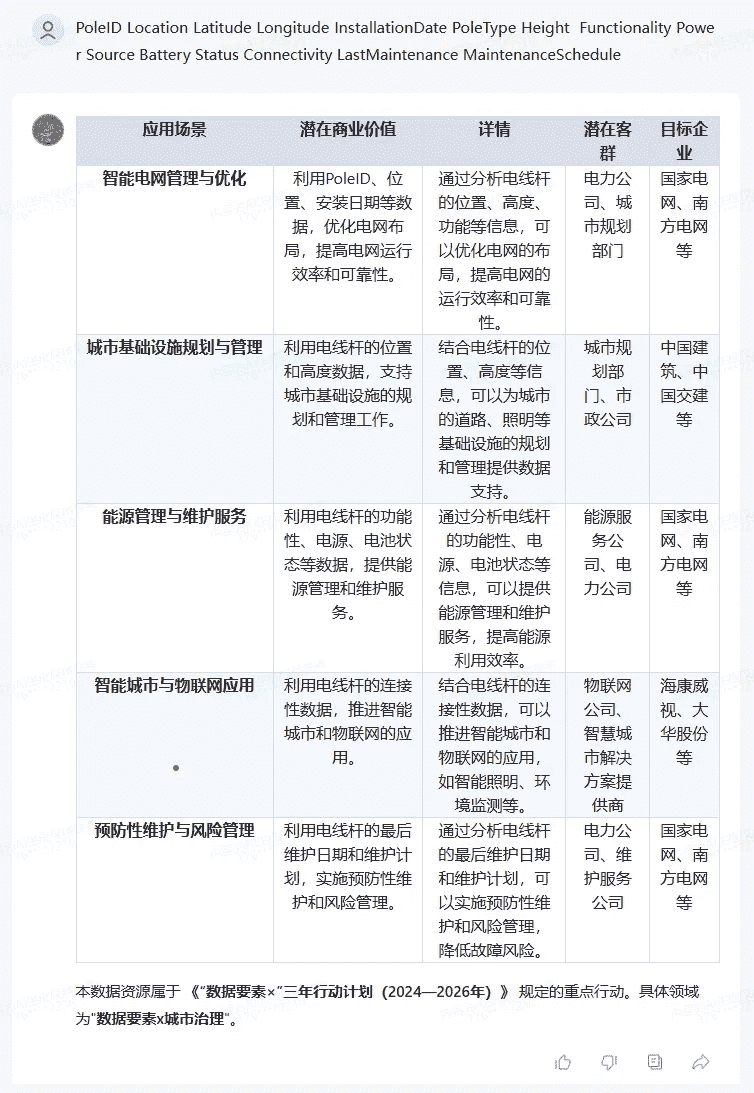 PoleID Location Latitude Longitude InstallationDate PoleType Height  Functionality Powe
r Source Battery Status Connectivity LastMaintenance MaintenanceSchedule
应用场景
潜在商业价值
详情
潜在客
群
目标企
业
智能电网管理与优化
利用PoleID、位
置、安装日期等数
据，优化电网布
局，提高电网运行
效率和可靠性。
通过分析电线杆
的位置、高度、
功能等信息，可
以优化电网的布
局，提高电网的
运行效率和可靠
性。
电力公
司、城
市规划
部门
国家电
网、南
方电网
等
城市基础设施规划与管理
利用电线杆的位置
和高度数据，支持
城市基础设施的规
划和管理工作。
结合电线杆的位
置、高度等信
息，可以为城市
的道路、照明等
基础设施的规划
和管理提供数据
支持。
城市规
划部
门、市
政公司
中国建
筑、中
国交建
等
能源管理与维护服务
利用电线杆的功能
性、电源、电池状
态等数据，提供能
源管理和维护服
务。
通过分析电线杆
的功能性、电
源、电池状态等
信息，可以提供
能源管理和维护
服务，提高能源
利用效率。
能源服
务公
司、电
力公司
国家电
网、南
方电网
等
智能城市与物联网应用
利用电线杆的连接
性数据，推进智能
城市和物联网的应
用。
结合电线杆的连
接性数据，可以
推进智能城市和
物联网的应用，
如智能照明、环
境监测等。
物联网
公司、
智慧城
市解决
方案提
供商
海康威
视、大
华股份
等
预防性维护与风险管理
利用电线杆的最后
维护日期和维护计
划，实施预防性维
护和风险管理。
通过分析电线杆
的最后维护日期
和维护计划，可
以实施预防性维
护和风险管理，
降低故障风险。
电力公
司、维
护服务
公司
国家电
网、南
方电网
等
本数据资源属于 《“数据要素×”三年行动计划（2024—2026年）》 规定的重点行动。具体领域
为"数据要素x城市治理"。